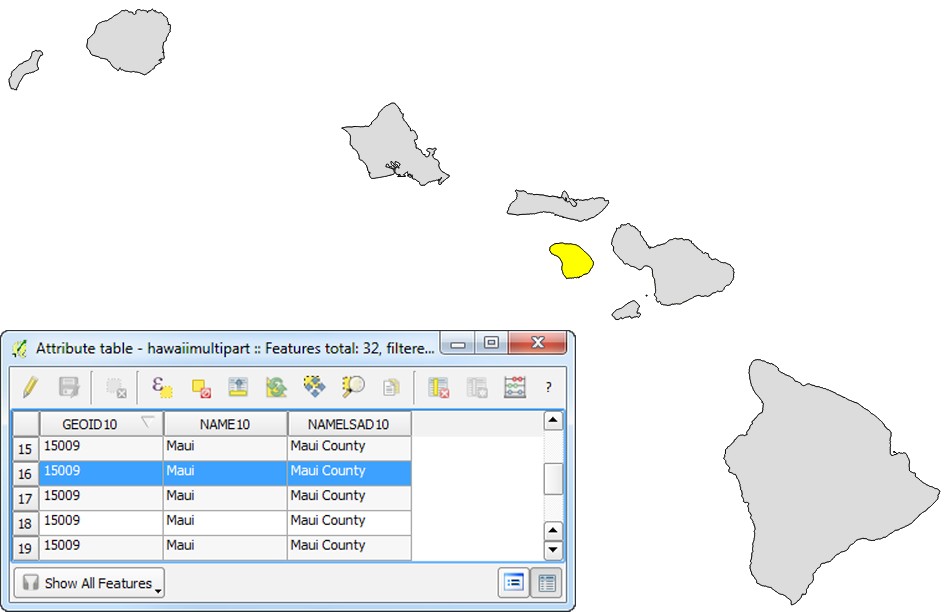 Attribute table - hawaiimultipart :: Features total: 32, filtere...
ε ?
GEOID10 NAME10 NAMELSAD10
15 15009 Maui Maui County
16 15009 Maui Maui County
17 15009 Maui Maui County
18 15009 Maui Maui County
19 15009 Maui Maui County
Show All Features